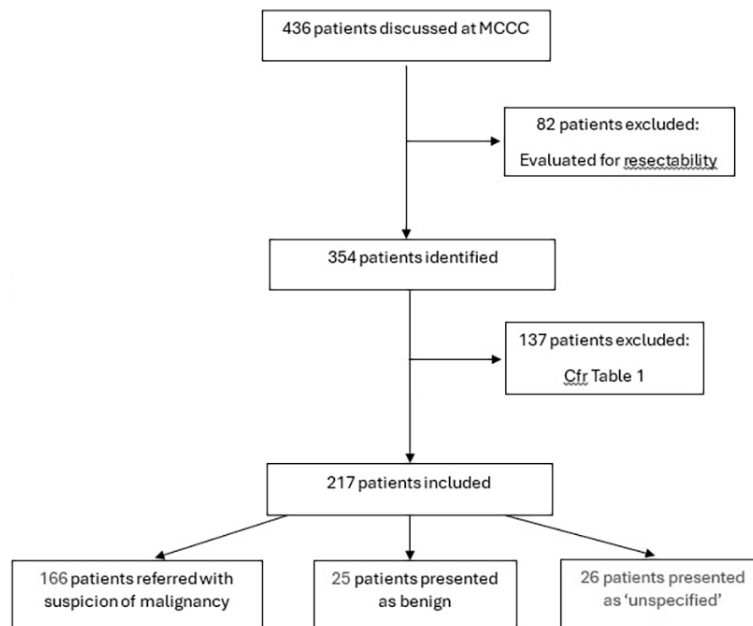 436 patients discussed at MCCC
82 patients excluded:
Evaluated for resectability
354 patients identified
137 patients excluded:
Cfr Table 1
217 patients included
166 patients referred with
suspicion of malignancy
25 patients presented
as benign
26 patients presented
as ‘unspecified’